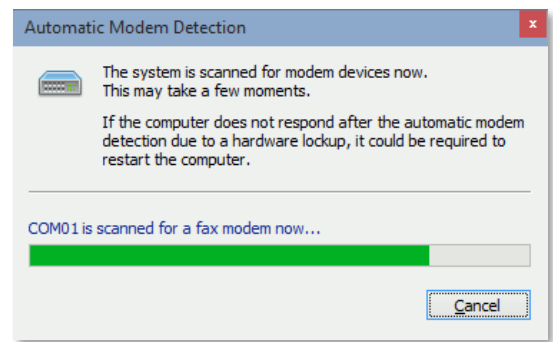 Automatic Modem Detection
x
The system is scanned for modem devices now.
This may take a few moments.
If the computer does not respond after the automatic modem
detection due to a hardware lockup, it could be required to
restart the computer.
COM01 is scanned for a fax modem now...
Cancel